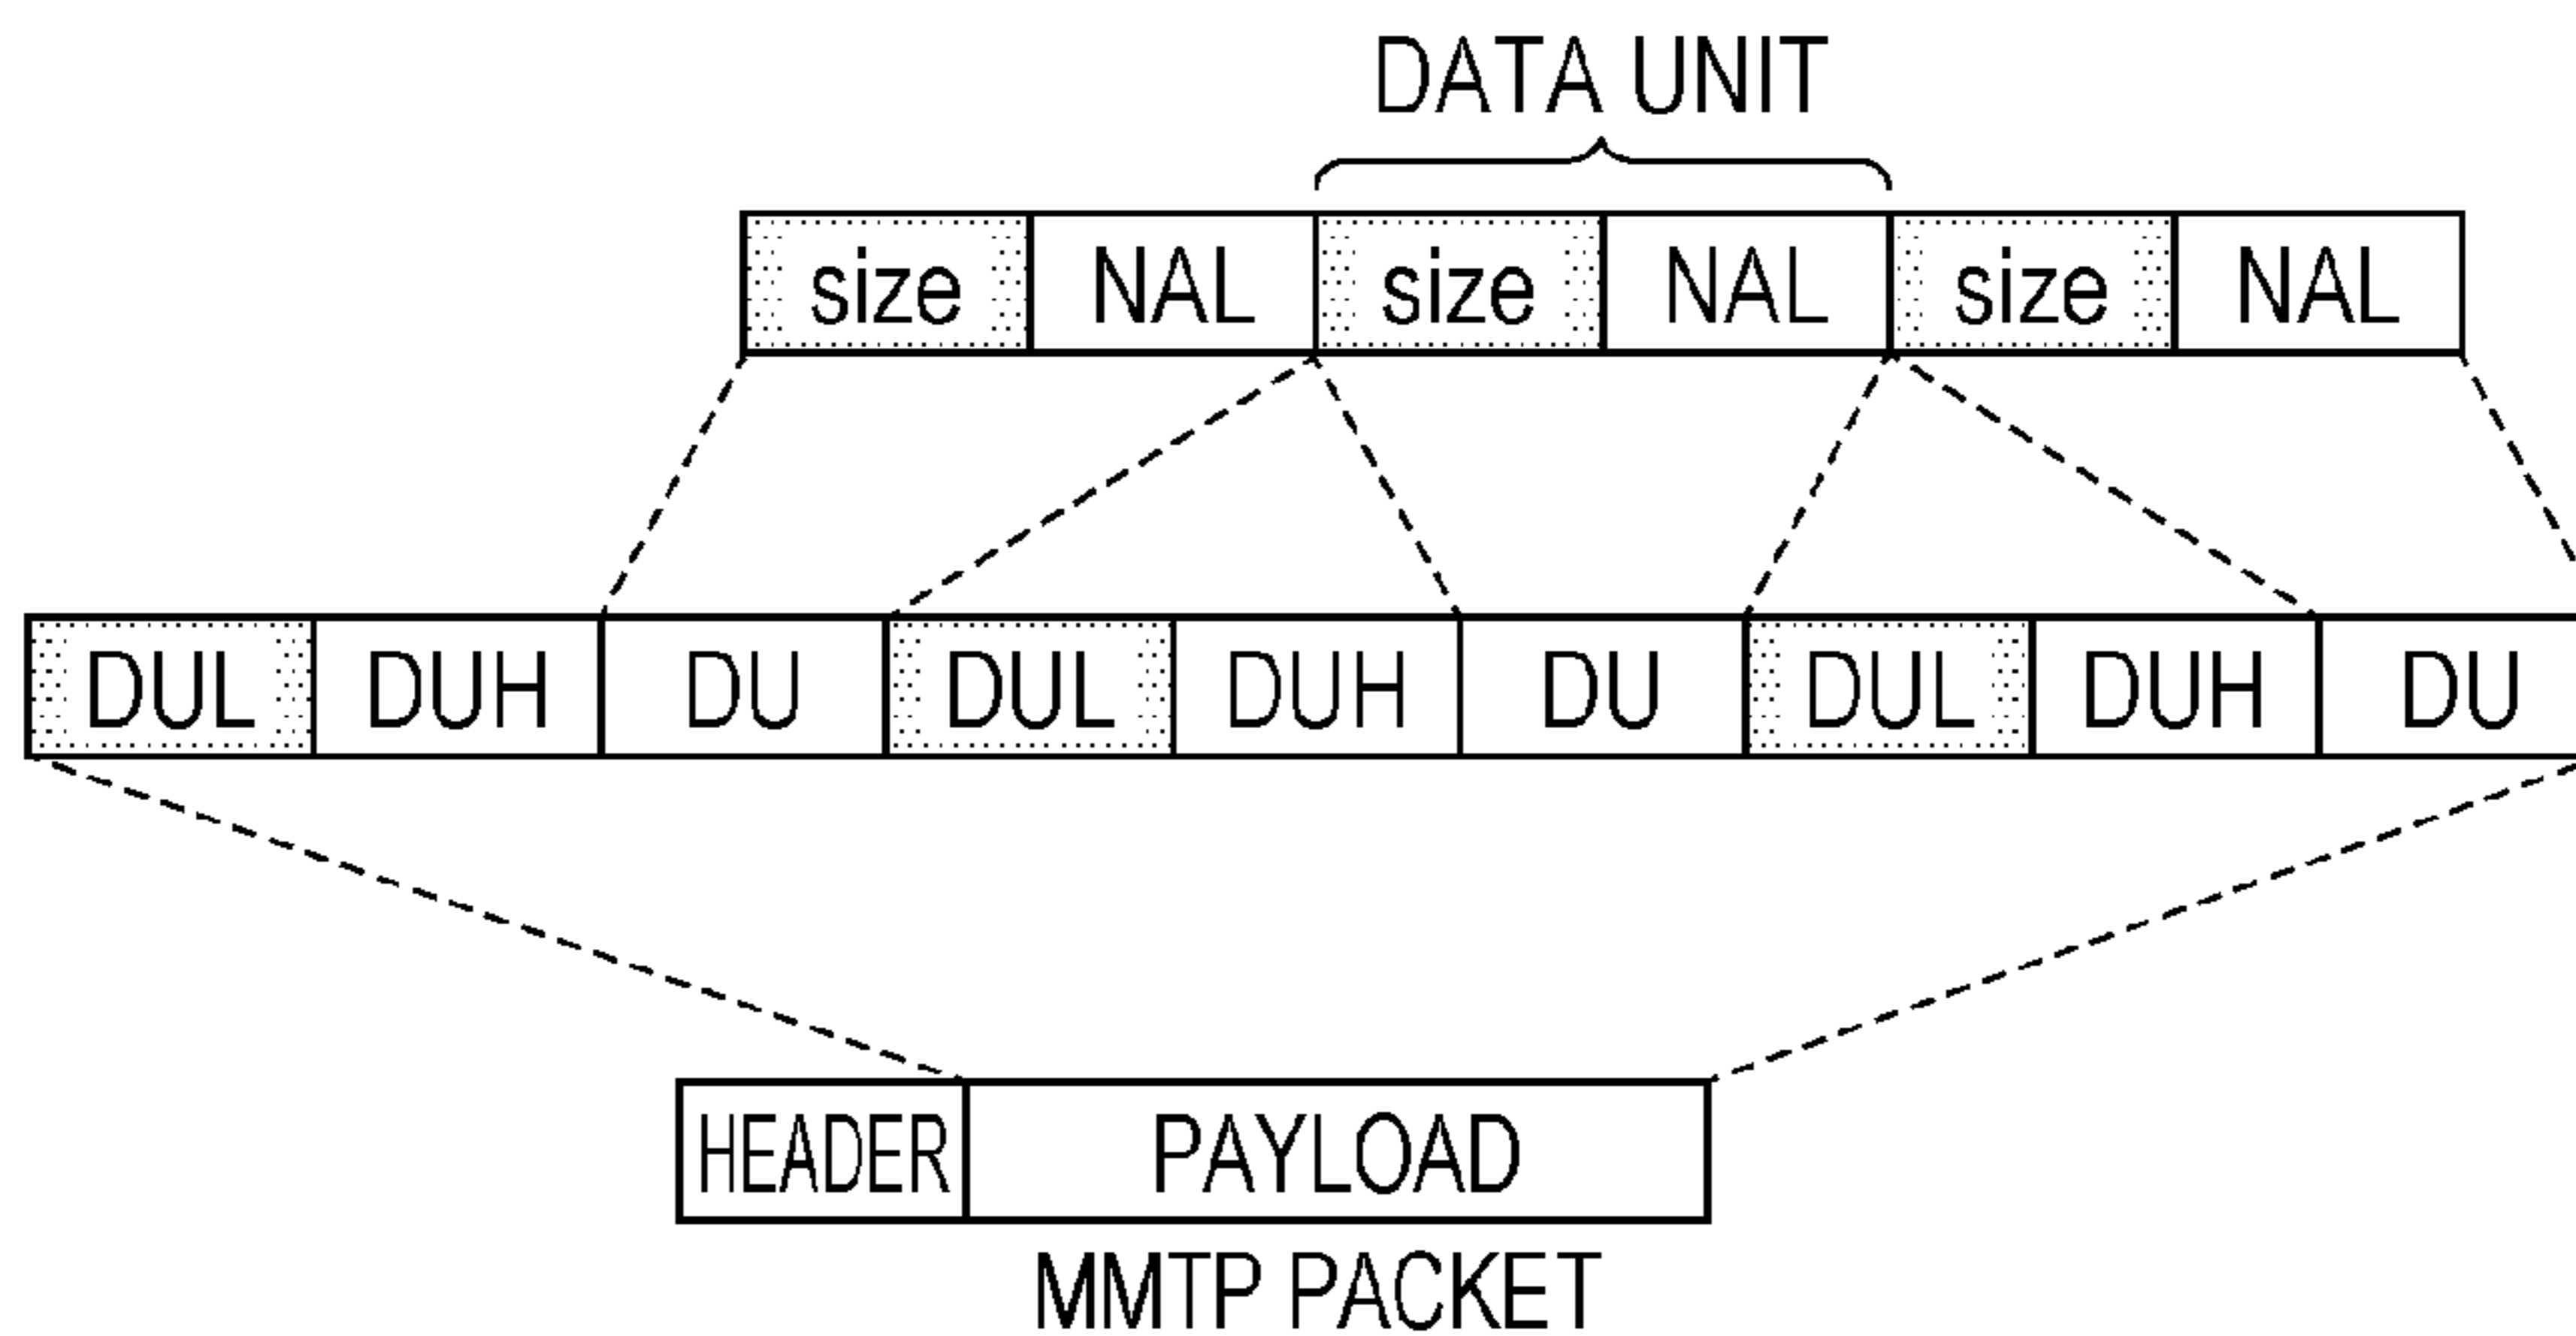 DATA UNIT
size NAL size NAL size NAL
DUL DUH DU DUL DUH DU DUL DUH DU
HEADER PAYLOAD
MMTP PACKET